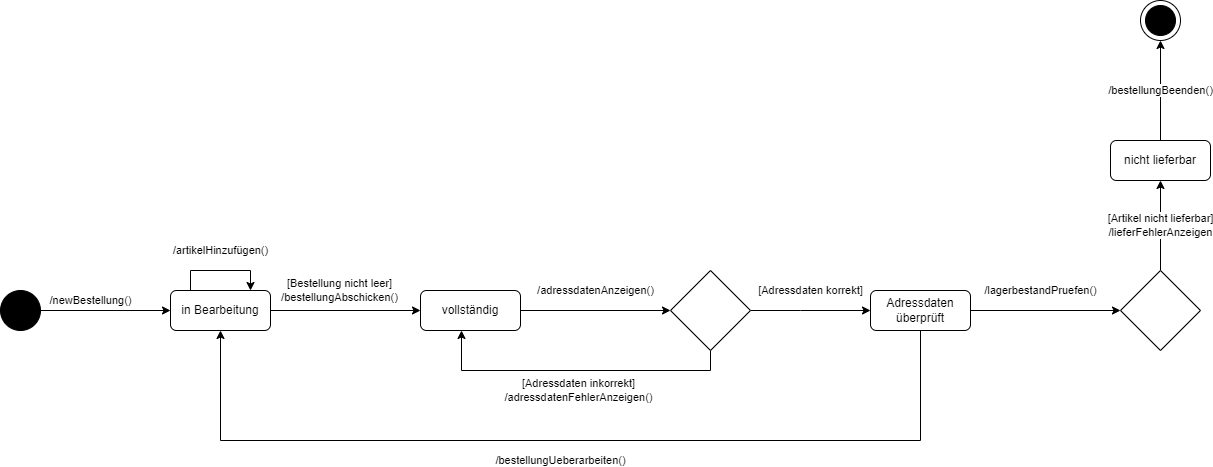 /bestellungBeenden()
nicht lieferbar
[Artikel nicht lieferbar]
/lieferFehlerAnzeigen
/artikelHinzufügen()
/newBestellung()
in Bearbeitung
[Bestellung nicht leer]
/bestellungAbschicken()
vollständig
/adressdatenAnzeigen()
[Adressdaten korrekt]
Adressdaten
überprüft
/lagerbestandPruefen()
[Adressdaten inkorrekt]
/adressdatenFehlerAnzeigen()
/bestellungUeberarbeiten()